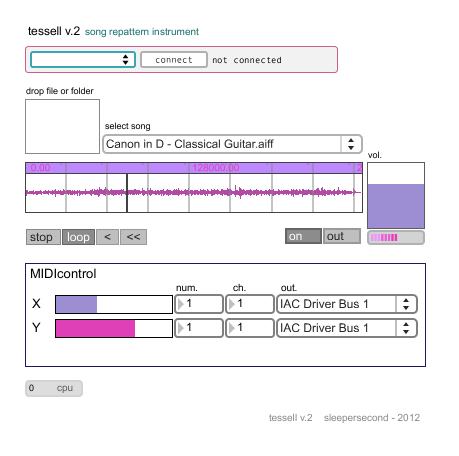 tessell v.2 song repattern instrument
connect not connected
drop file or folder
select song
Canon in D - Classical Guitar.aiff
vol.
0.00 128000.00 2
stop loop < << on out
MIDIcontrol
num. ch. out.
X 1 1 IAC Driver Bus 1
Y 1 1 IAC Driver Bus 1
0 cpu
tessell v.2 sleepersecond - 2012